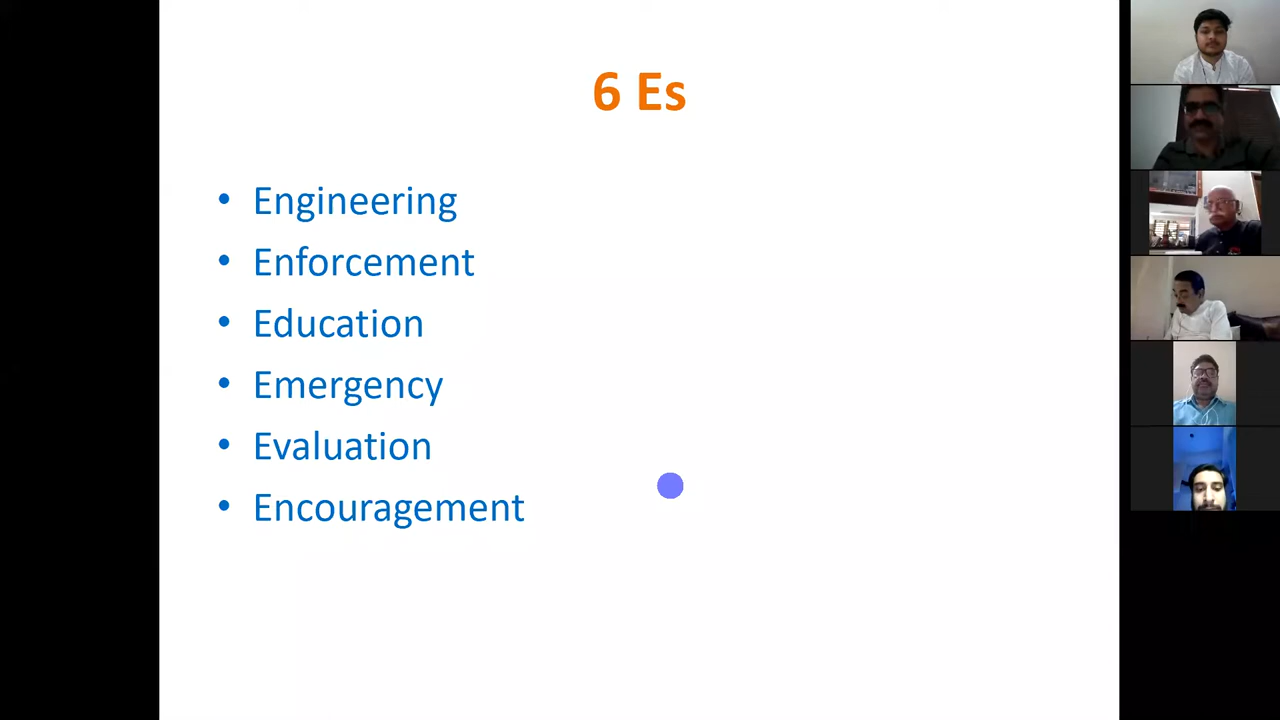 6 Es
• Engineering
• Enforcement
• Education
• Emergency
• Evaluation
• Encouragement